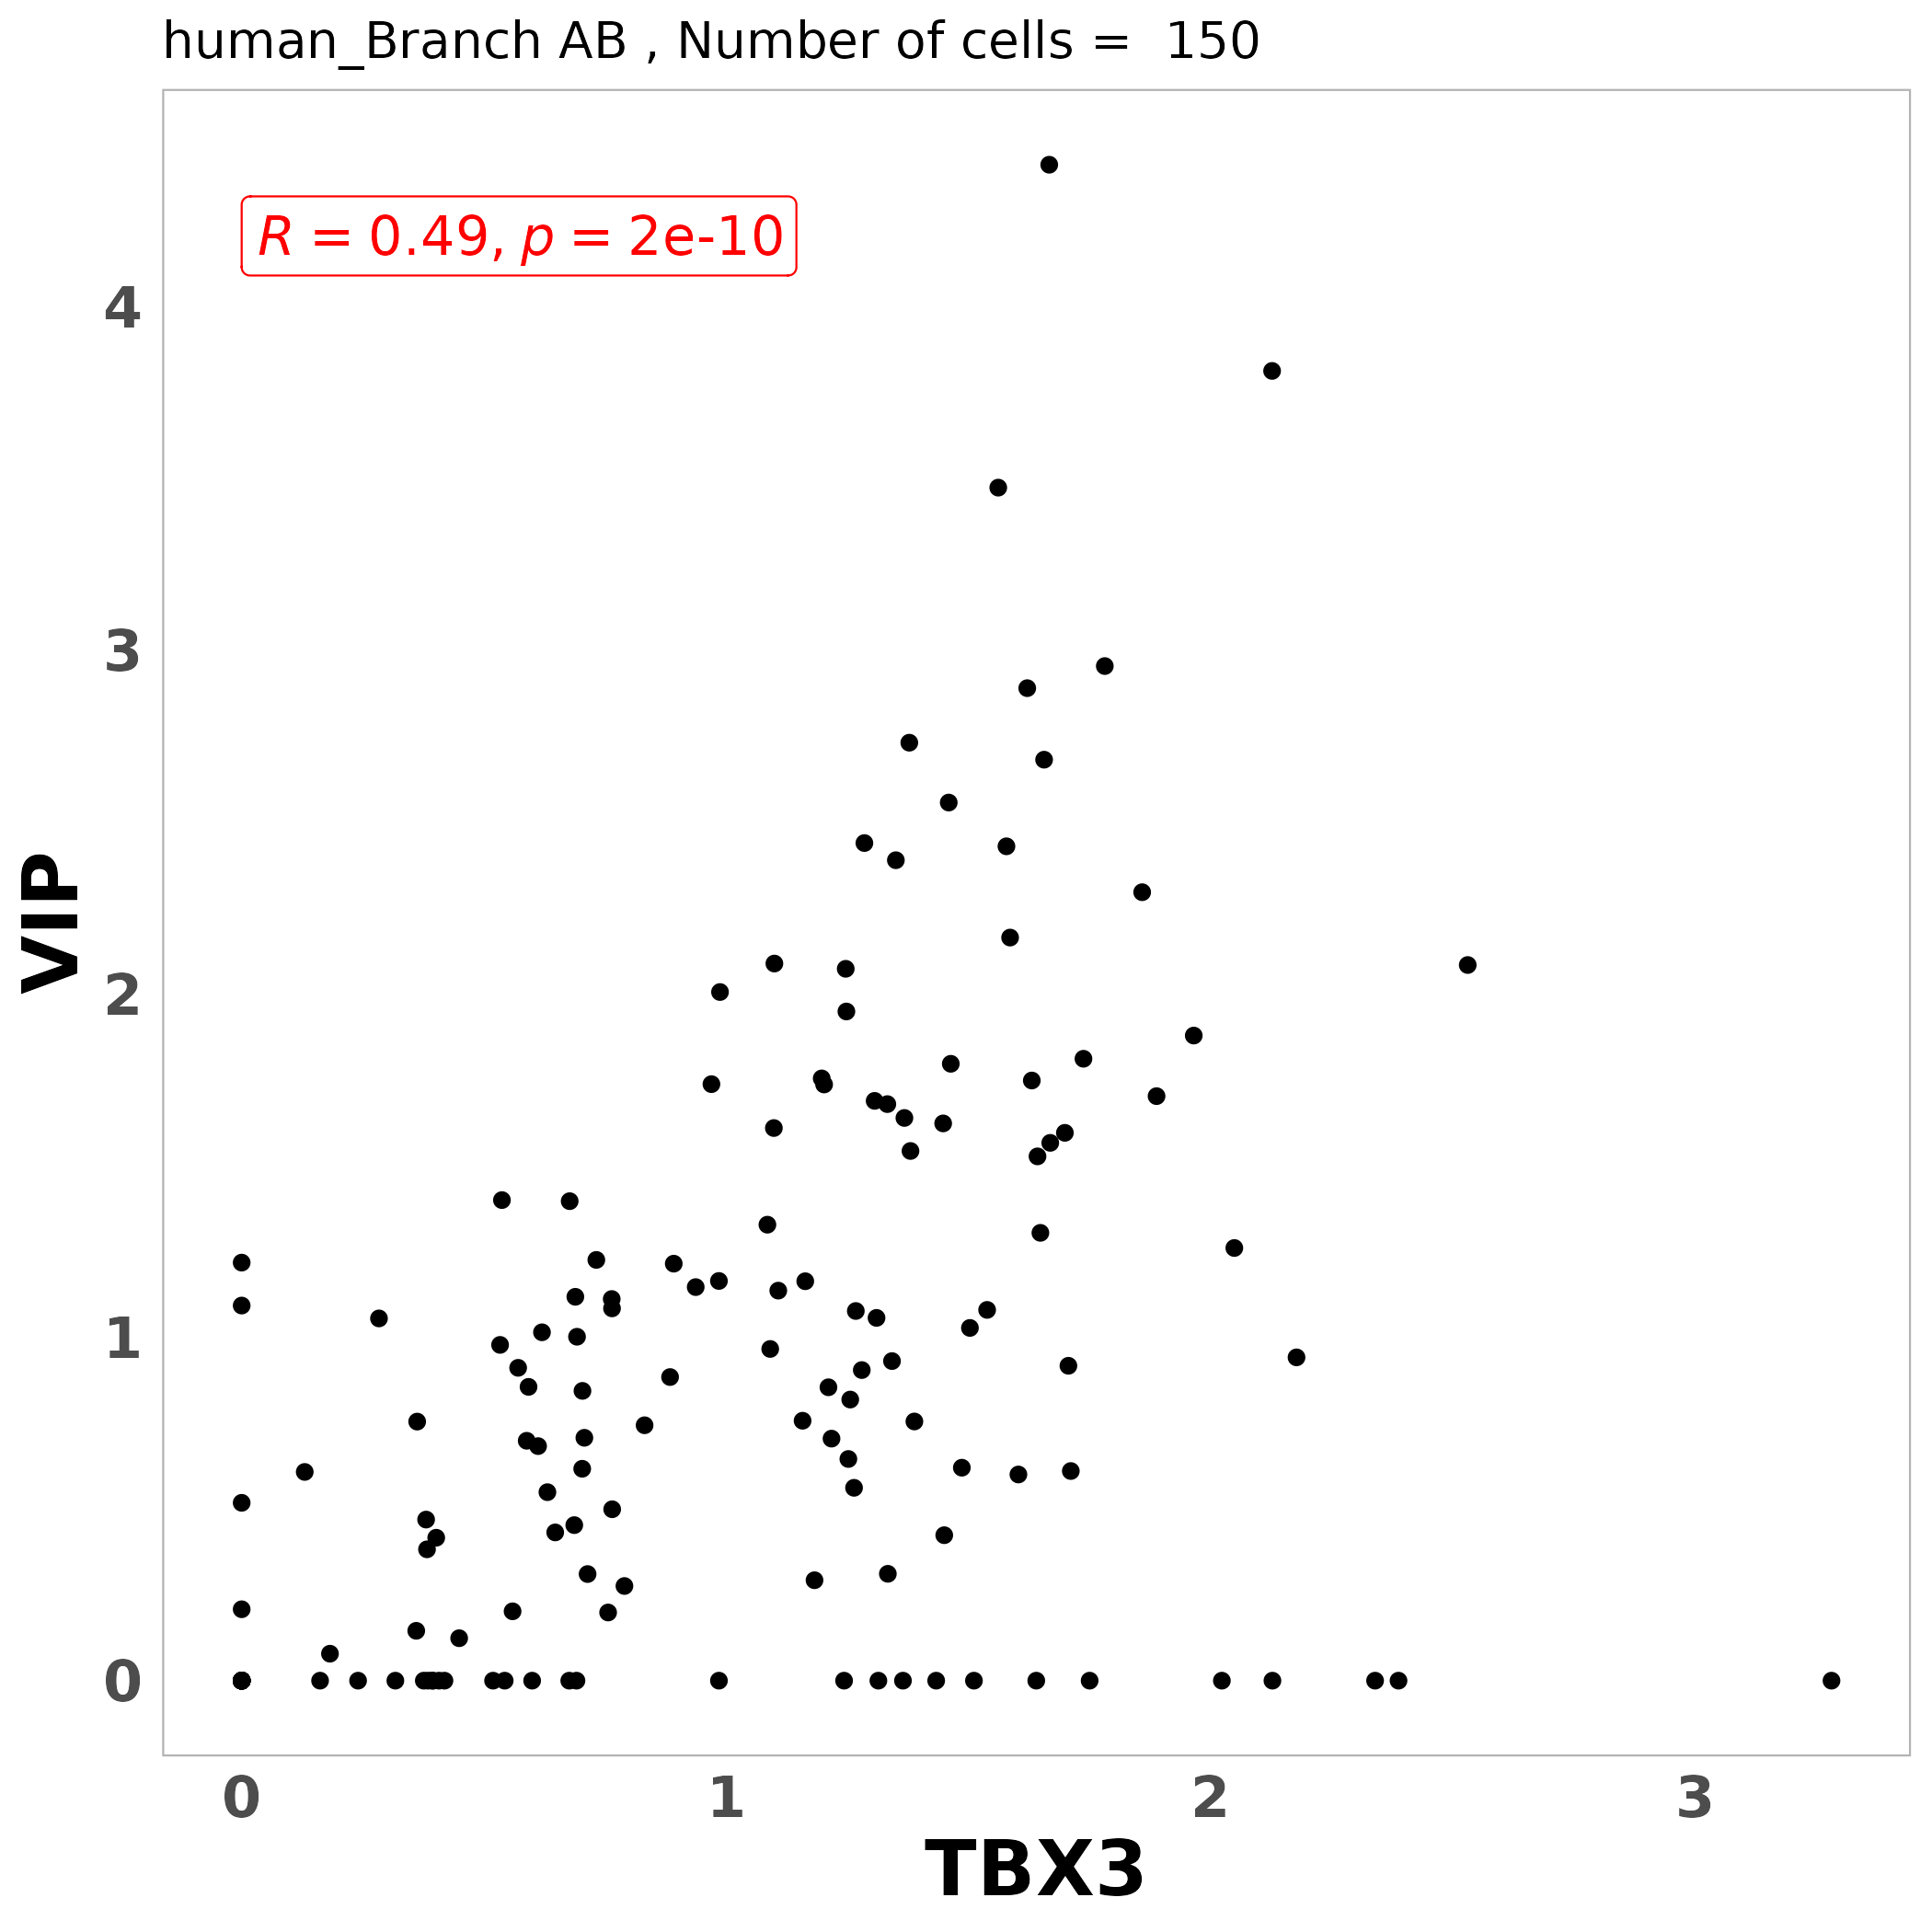 human_Branch AB , Number of cells =  150
R = 0.49, p = 2e-10
4
3
2
1
0
VIP
0 1 2 3
TBX3